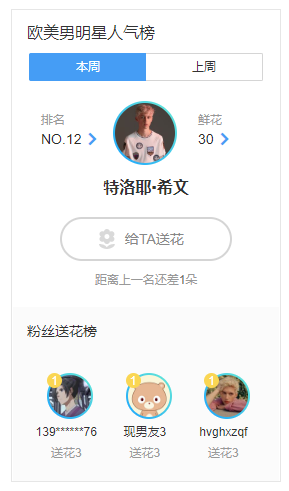 欧美男明星人气榜
本周 上周
排名 鲜花
NO.12 30
特洛耶·希文
给TA送花
距离上一名还差1朵
粉丝送花榜
1 1 1
139******76 现男友3 hvghxzqf
送花3 送花3 送花3